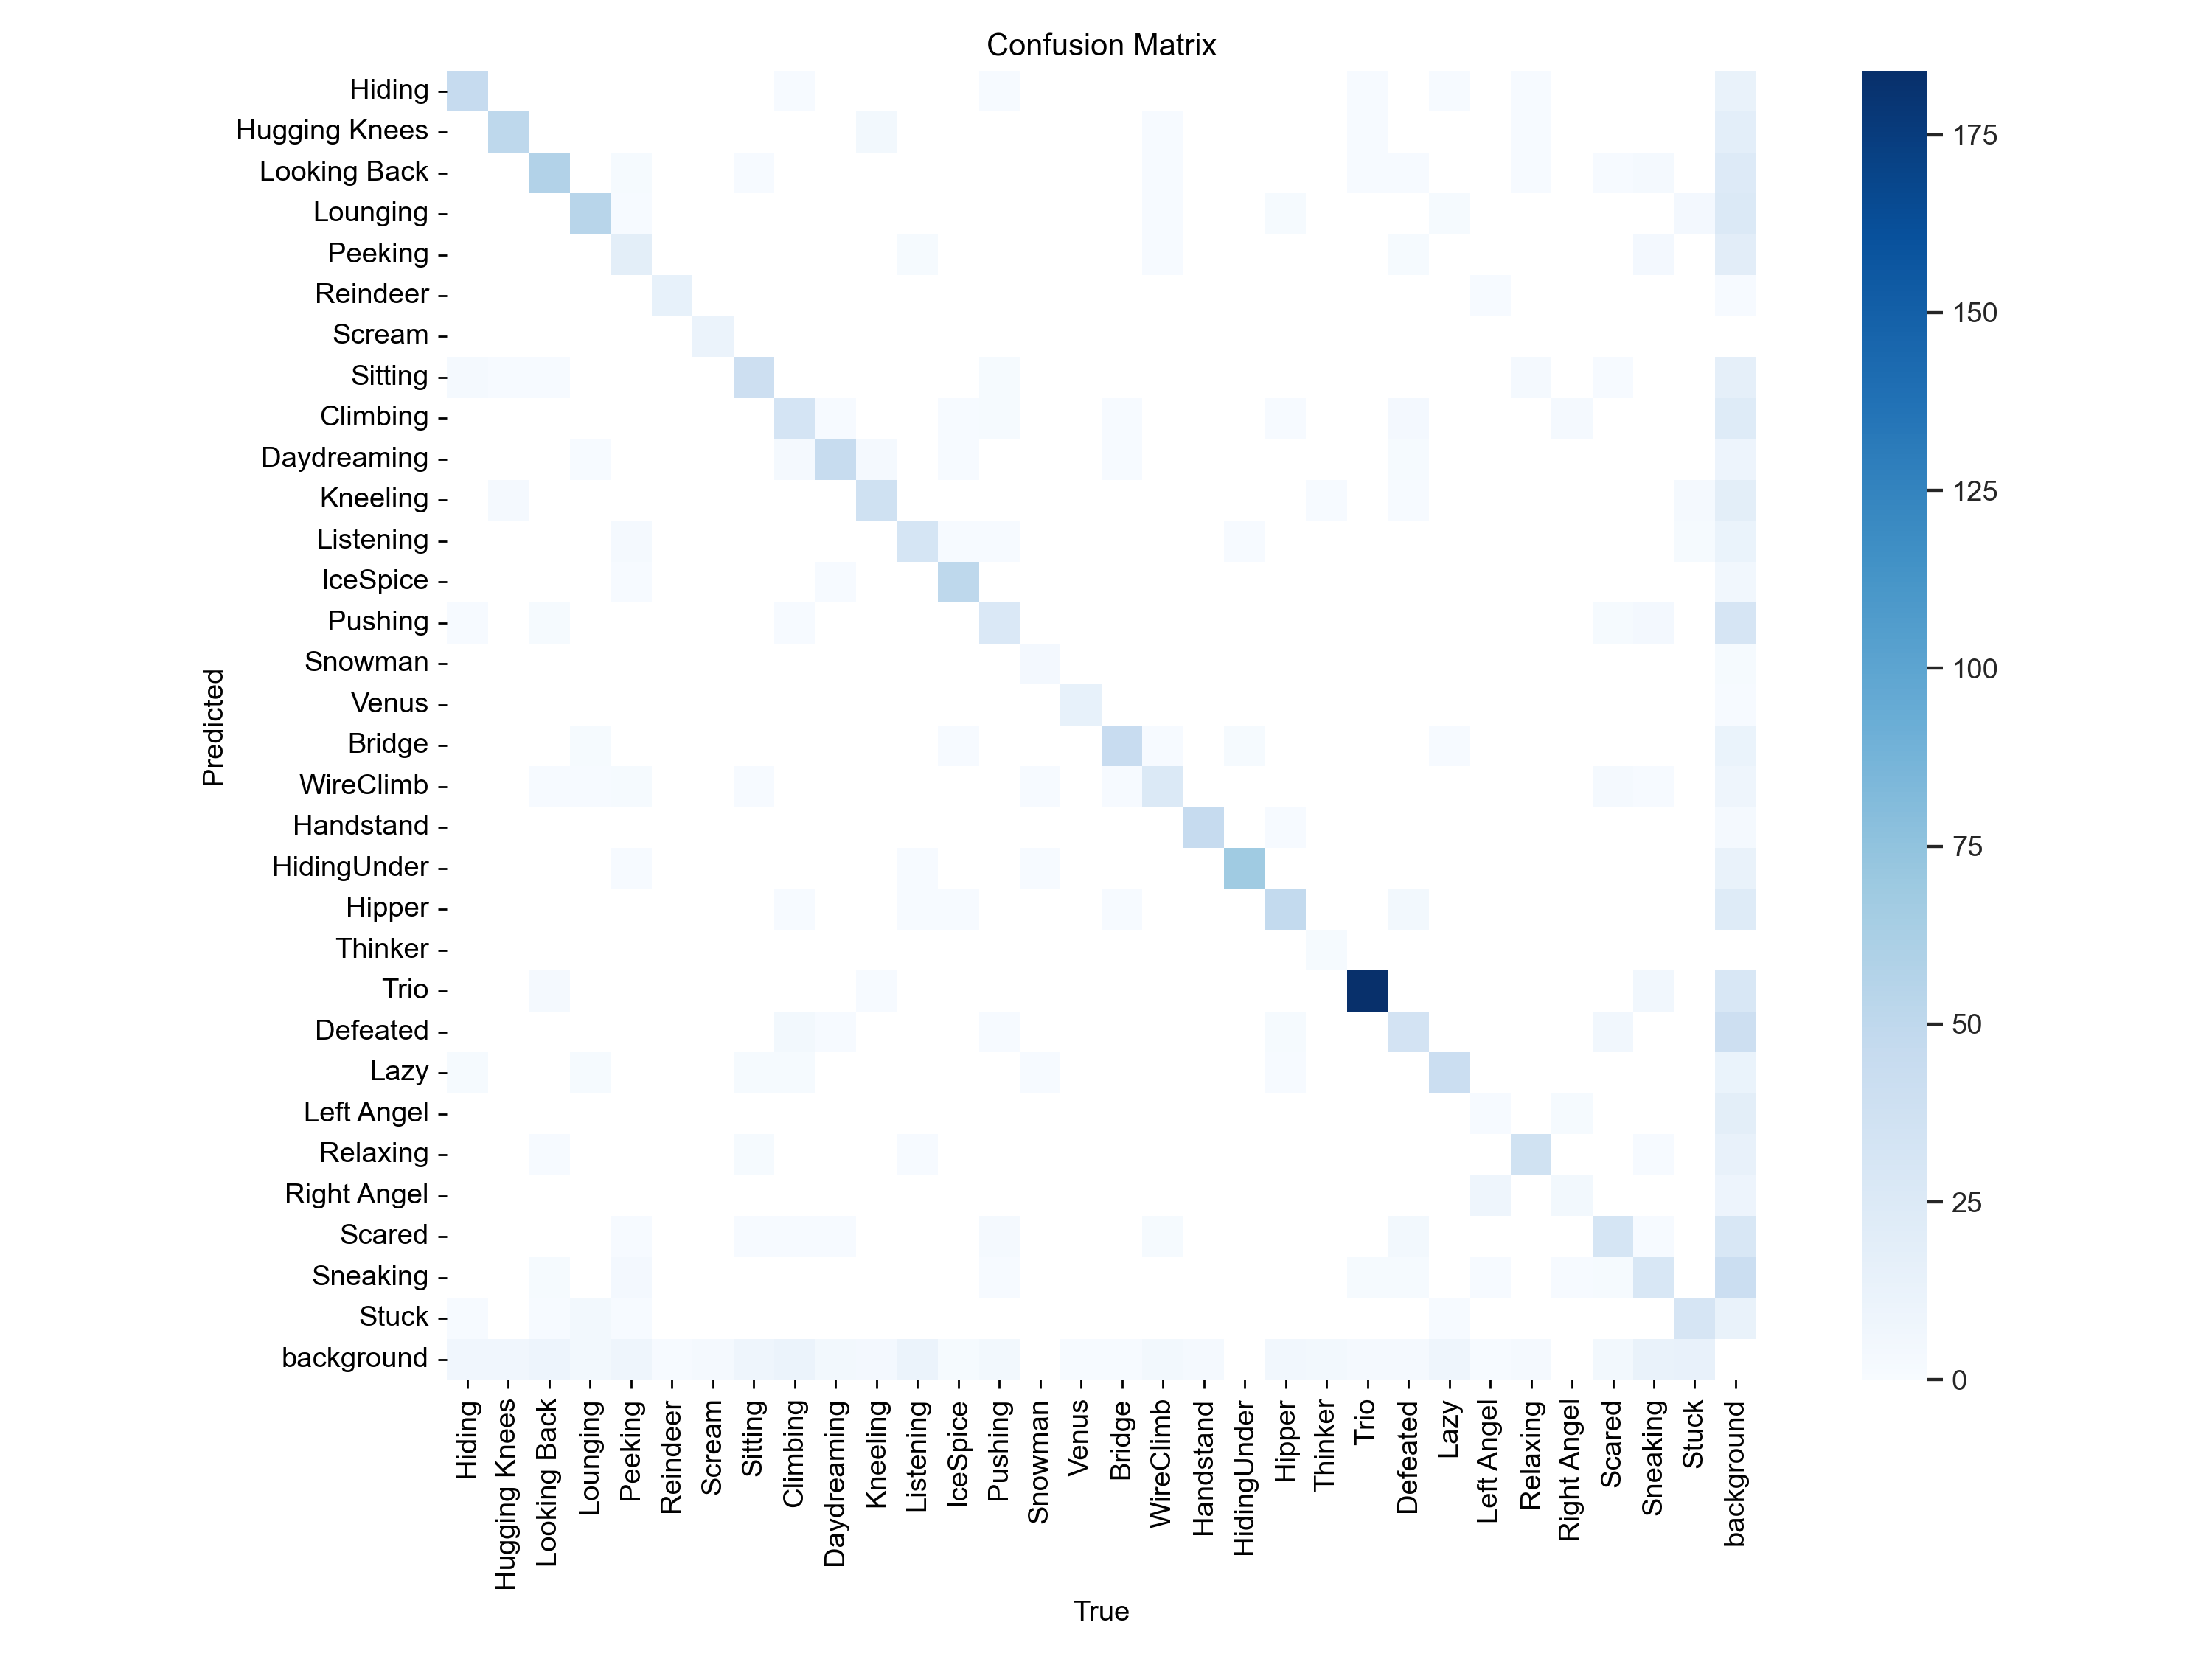 Confusion Matrix
Predicted
Hiding
Hugging Knees
Looking Back
Lounging
Peeking
Reindeer
Scream
Sitting
Climbing
Daydreaming
Kneeling
Listening
IceSpice
Pushing
Snowman
Venus
Bridge
WireClimb
Handstand
HidingUnder
Hipper
Thinker
Trio
Defeated
Lazy
Left Angel
Relaxing
Right Angel
Scared
Sneaking
Stuck
background
Hiding
Hugging Knees
Looking Back
Lounging
Peeking
Reindeer
Scream
Sitting
Climbing
Daydreaming
Kneeling
Listening
IceSpice
Pushing
Snowman
Venus
Bridge
WireClimb
Handstand
HidingUnder
Hipper
Thinker
Trio
Defeated
Lazy
Left Angel
Relaxing
Right Angel
Scared
Sneaking
Stuck
background
True
175
150
125
100
75
50
25
0